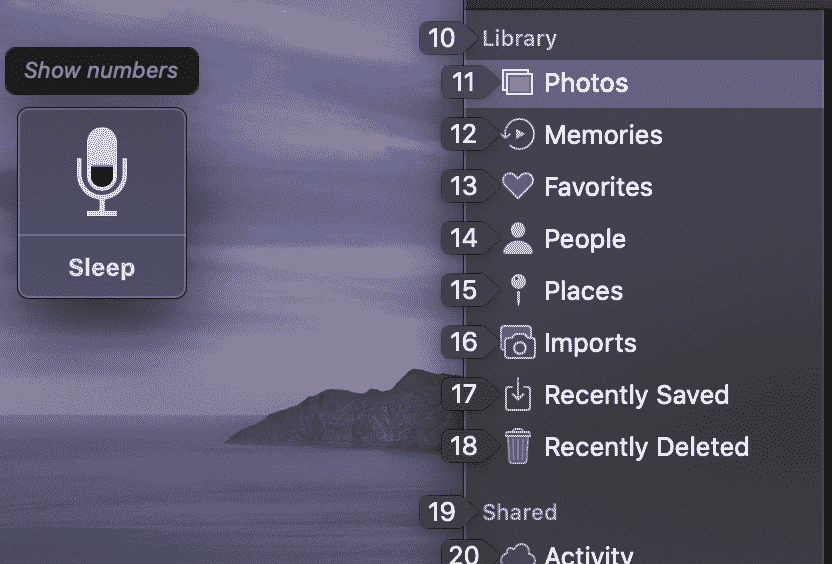 Show numbers
Sleep
10 Library
11 Photos
12 Memories
13 Favorites
14 People
15 Places
16 Imports
17 Recently Saved
18 Recently Deleted
19 Shared
20 Activity